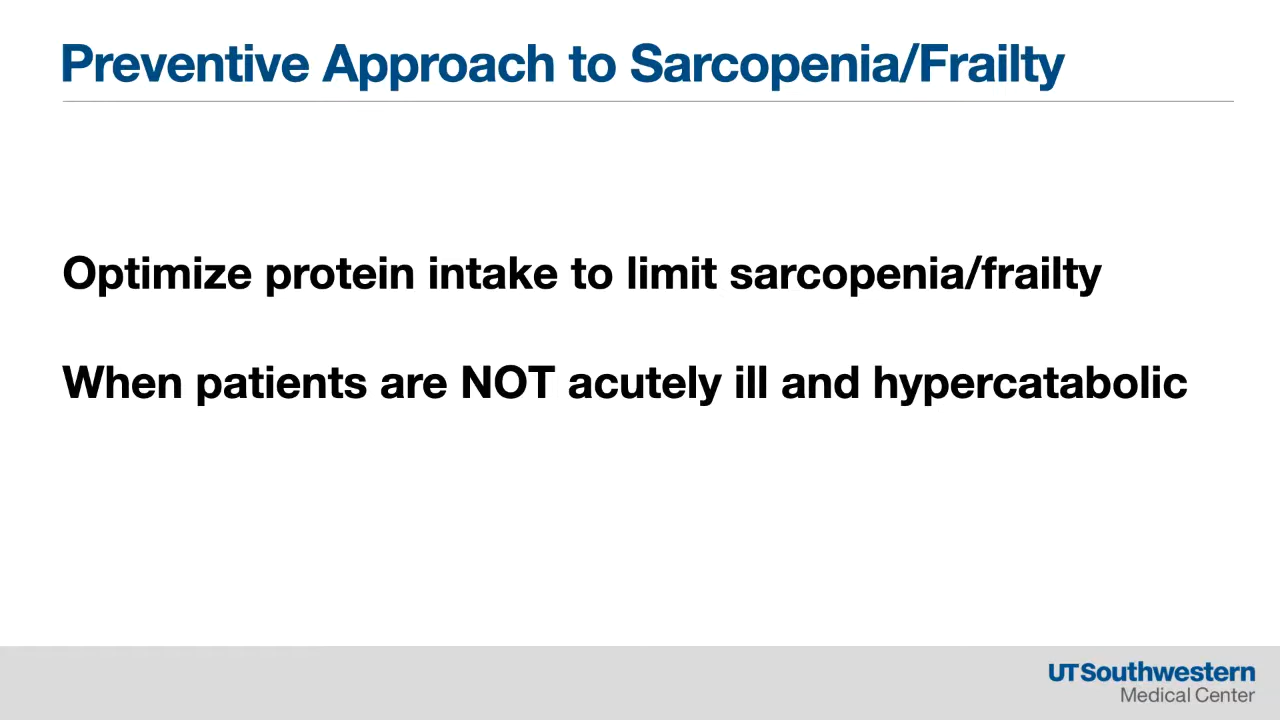 Preventive Approach to Sarcopenia/Frailty
Optimize protein intake to limit sarcopenia/frailty
When patients are NOT acutely ill and hypercatabolic
UTSouthwestern
Medical Center